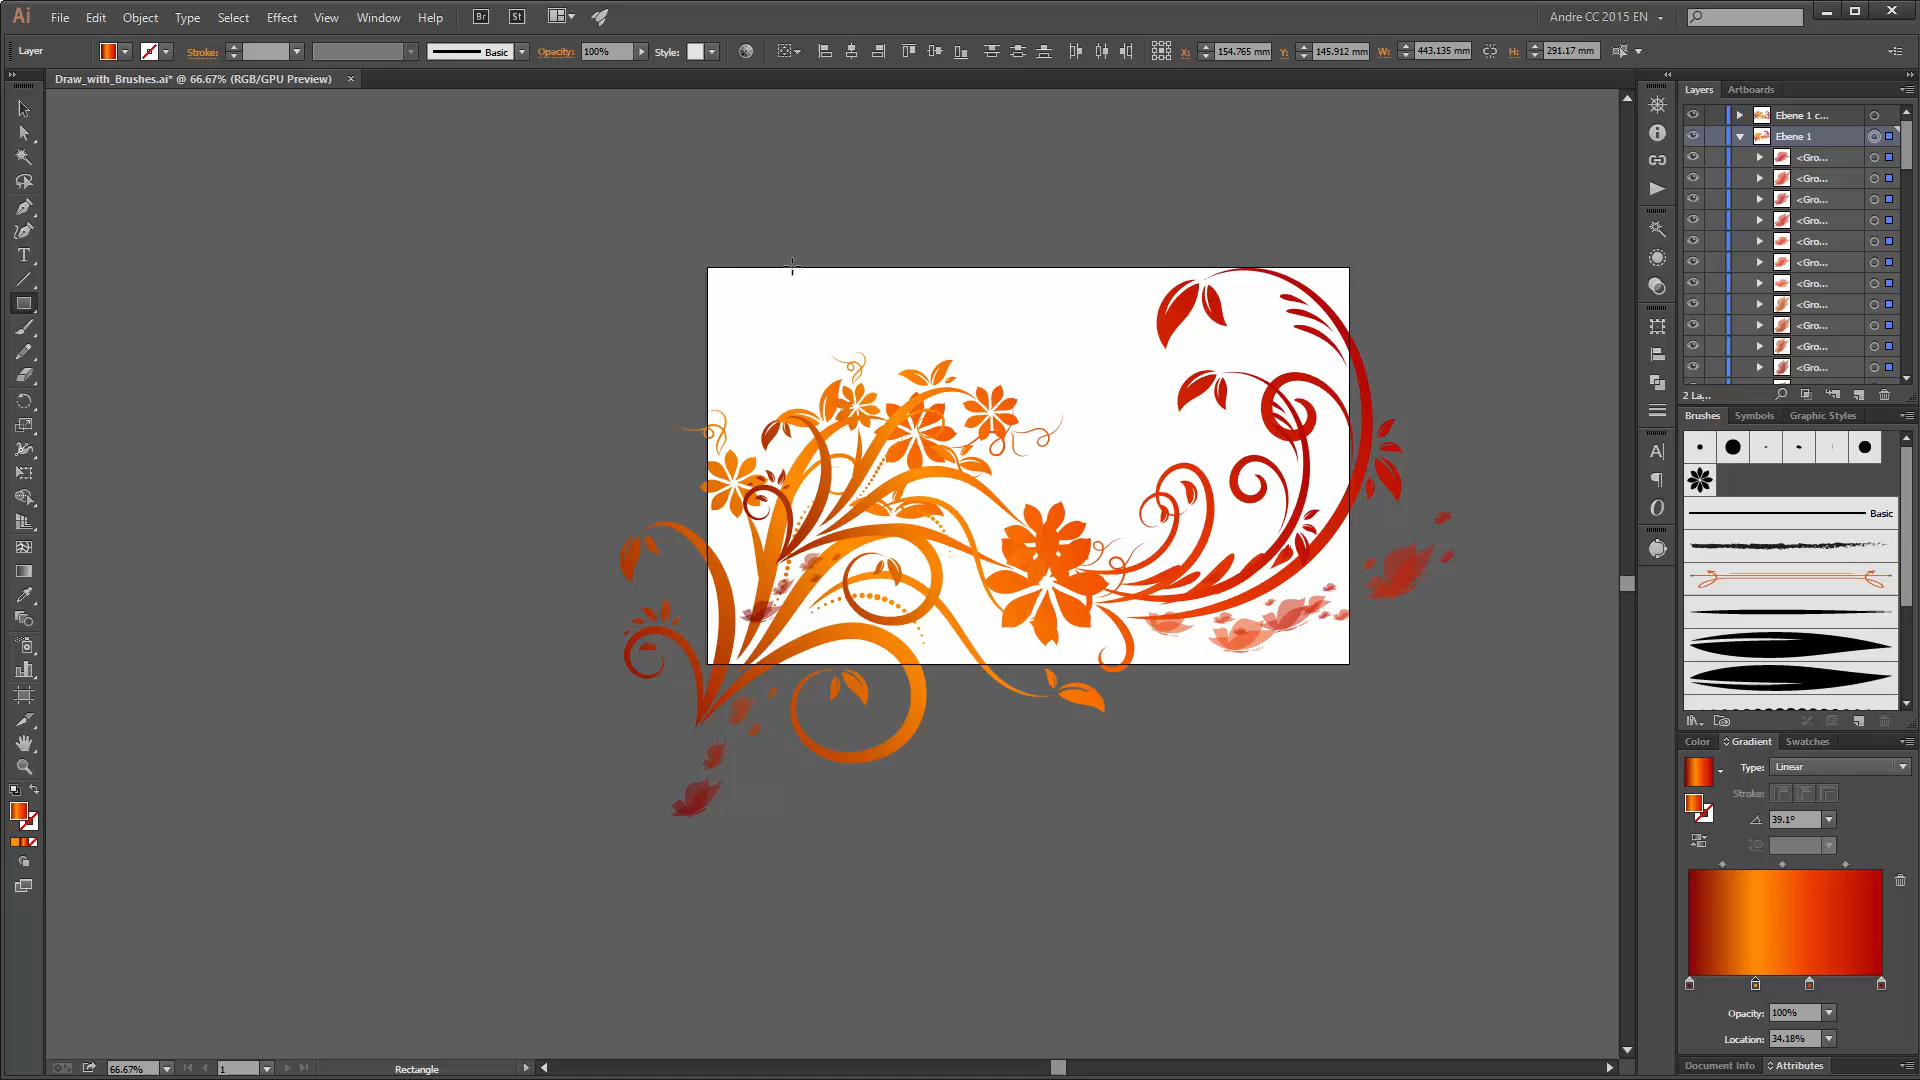 Ai File Edit Object Type Select Effect View Window Help Br St Andre CC 2015 EN
Layer Stroke: Basic Opacity: 100% Style: X: 154.765 mm Y: 145.912 mm W: 443.135 mm H: 291.17 mm
Draw_with_Brushes.ai* @ 66.67% (RGB/GPU Preview)
Layers Artboards
Ebene 1 c...
Ebene 1
<Gro...
<Gro...
<Gro...
<Gro...
<Gro...
<Gro...
<Gro...
<Gro...
<Gro...
<Gro...
<Gro...
2 La...
Brushes Symbols Graphic Styles
Basic
Color Gradient Swatches
Type: Linear
Stroke:
39.1°
Opacity: 100%
Location: 34.18%
Document Info Attributes
66.67% 1 Rectangle